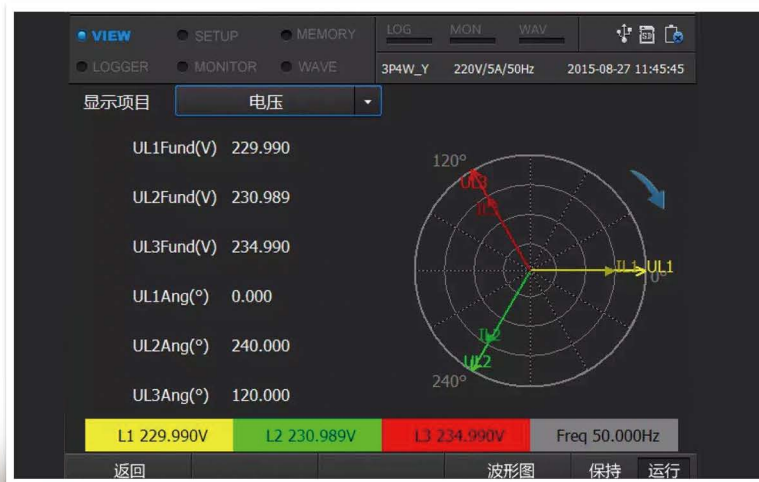 VIEW SETUP MEMORY LOG MON WAV
LOGGER MONITOR WAVE 3P4W_Y 220V/5A/50Hz 2015-08-27 11:45:45
显示项目 电压
UL1Fund(V) 229.990
UL2Fund(V) 230.989
UL3Fund(V) 234.990
UL1Ang(°) 0.000
UL2Ang(°) 240.000
UL3Ang(°) 120.000
120°
UL3
IL3
IL1 UL1
0°
IL2
UL2
240°
L1 229.990V L2 230.989V L3 234.990V Freq 50.000Hz
返回 波形图 保持 运行